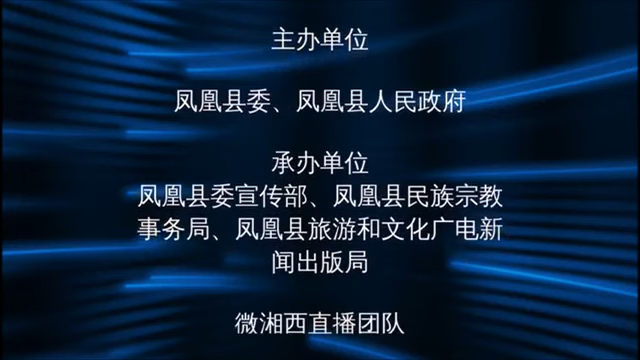 主办单位
凤凰县委、凤凰县人民政府
承办单位
凤凰县委宣传部、凤凰县民族宗教
事务局、凤凰县旅游和文化广电新
闻出版局
微湘西直播团队